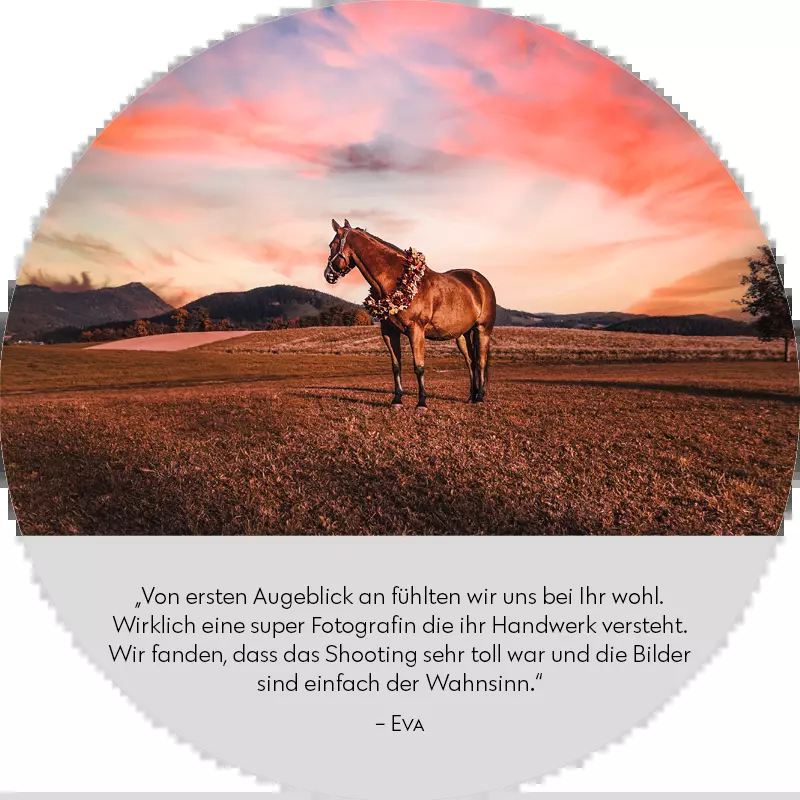 „Von ersten Augeblick an fühlten wir uns bei Ihr wohl.
Wirklich eine super Fotografin die ihr Handwerk versteht.
Wir fanden, dass das Shooting sehr toll war und die Bilder
sind einfach der Wahnsinn.“
– Eva